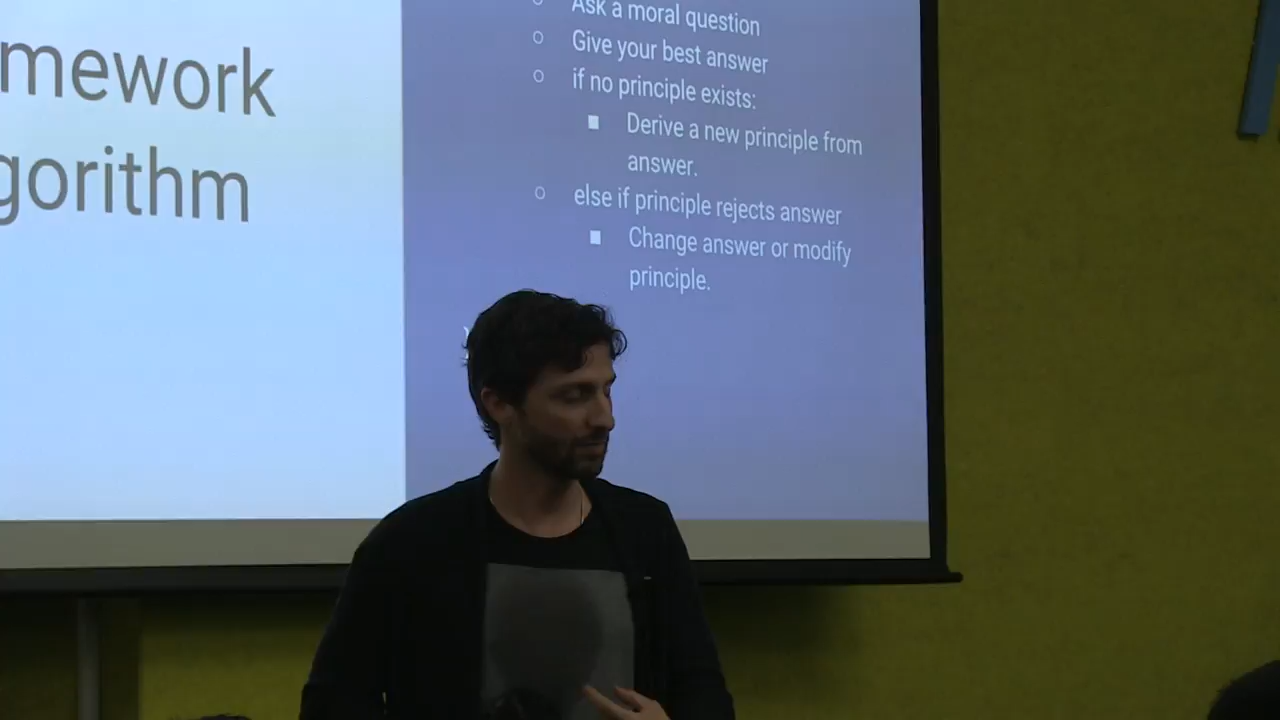 mework
gorithm
Ask a moral question
Give your best answer
if no principle exists:
Derive a new principle from
answer.
else if principle rejects answer
Change answer or modify
principle.
}